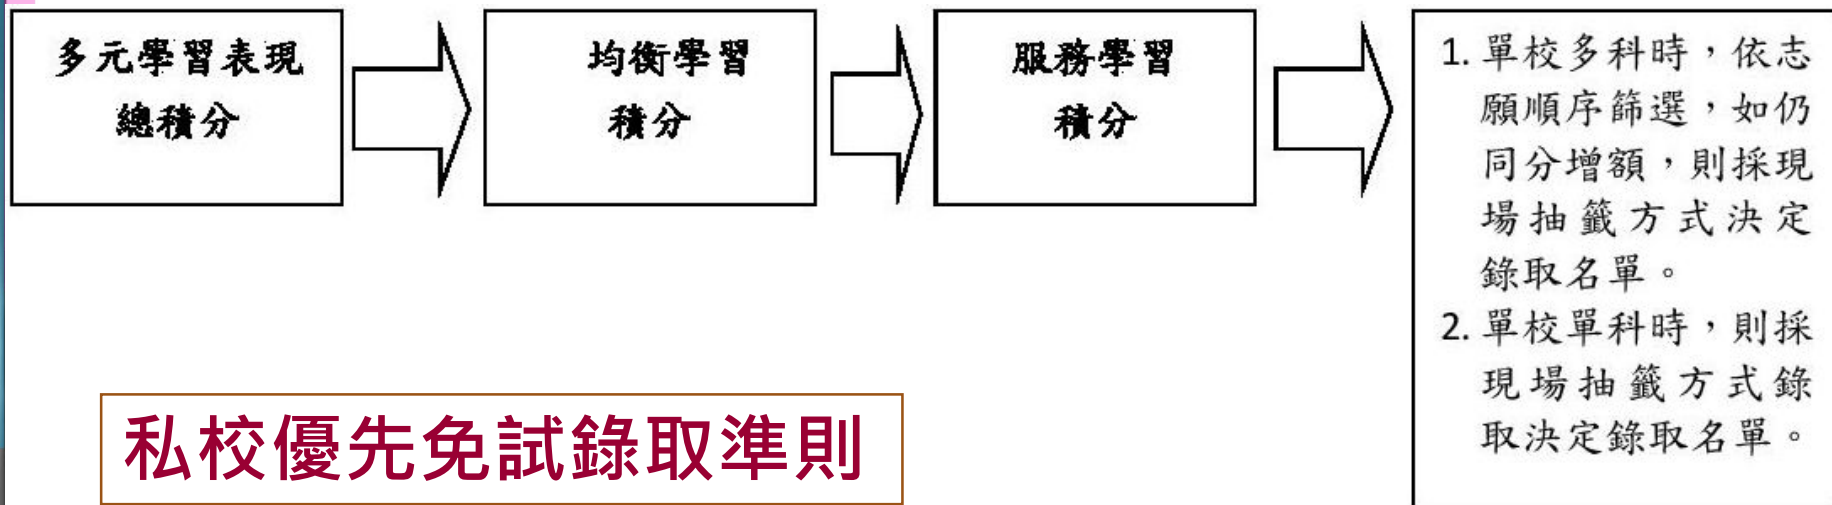 多元學習表現
總積分
均衡學習
積分
服務學習
積分
1. 單校多科時，依志
願順序篩選，如仍
同分增額，則採現
場抽籤方式決定
錄取名單。
2. 單校單科時，則採
現場抽籤方式錄
取決定錄取名單。
私校優先免試錄取準則